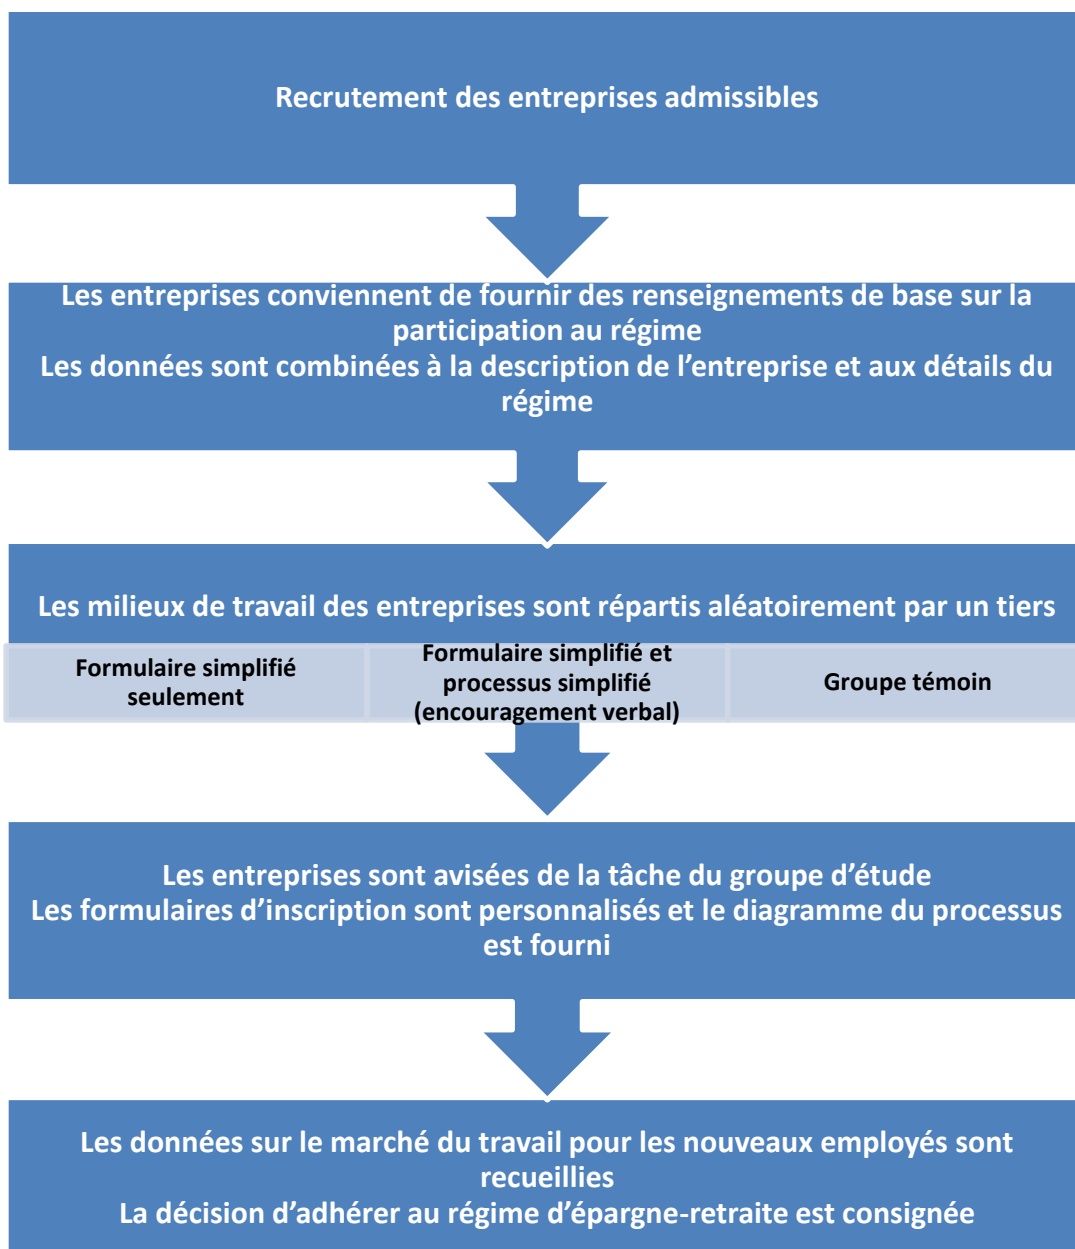 Recrutement des entreprises admissibles
Les entreprises conviennent de fournir des renseignements de base sur la
participation au régime
Les données sont combinées à la description de l’entreprise et aux détails du
régime
Les milieux de travail des entreprises sont répartis aléatoirement par un tiers
Formulaire simplifié
seulement
Formulaire simplifié et
processus simplifié
(encouragement verbal)
Groupe témoin
Les entreprises sont avisées de la tâche du groupe d’étude
Les formulaires d’inscription sont personnalisés et le diagramme du processus
est fourni
Les données sur le marché du travail pour les nouveaux employés sont
recueillies
La décision d’adhérer au régime d’épargne-retraite est consignée